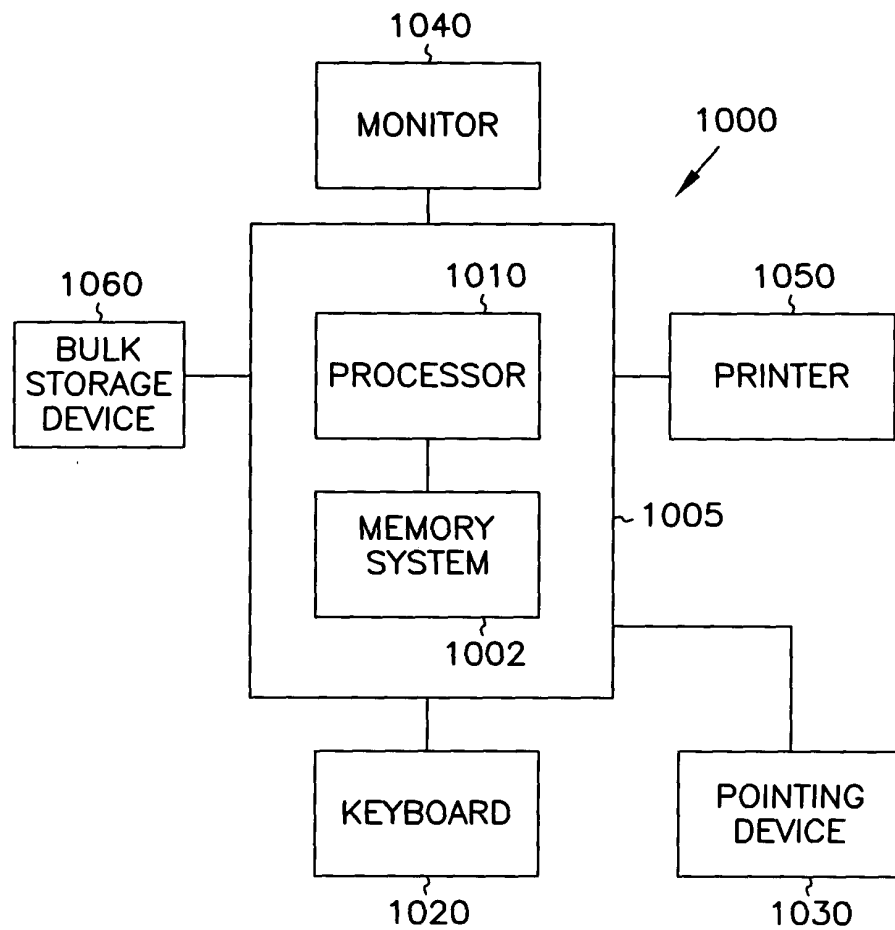 1040
MONITOR
1000
1060
BULK
STORAGE
DEVICE
1010
PROCESSOR
1050
PRINTER
MEMORY
SYSTEM
1005
1002
KEYBOARD
1020
POINTING
DEVICE
1030